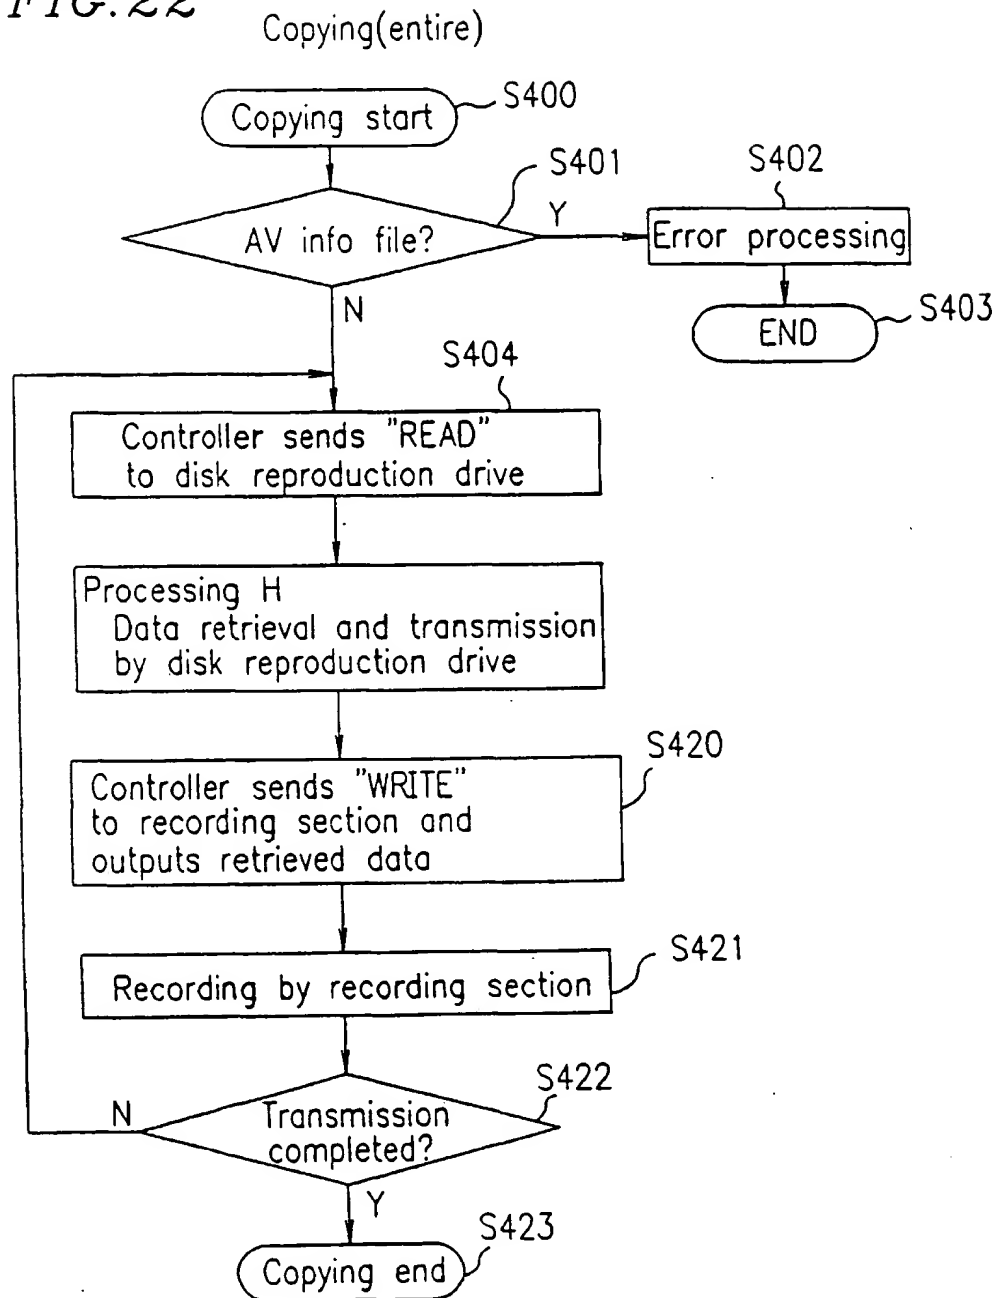 FIG.22
Copying(entire)
Copying start
S400
S401
AV info file?
Y
N
S402
Error processing
END
S403
S404
Controller sends "READ"
to disk reproduction drive
Processing H
Data retrieval and transmission
by disk reproduction drive
S420
Controller sends "WRITE"
to recording section and
outputs retrieved data
S421
Recording by recording section
S422
Transmission
completed?
N
Y
S423
Copying end